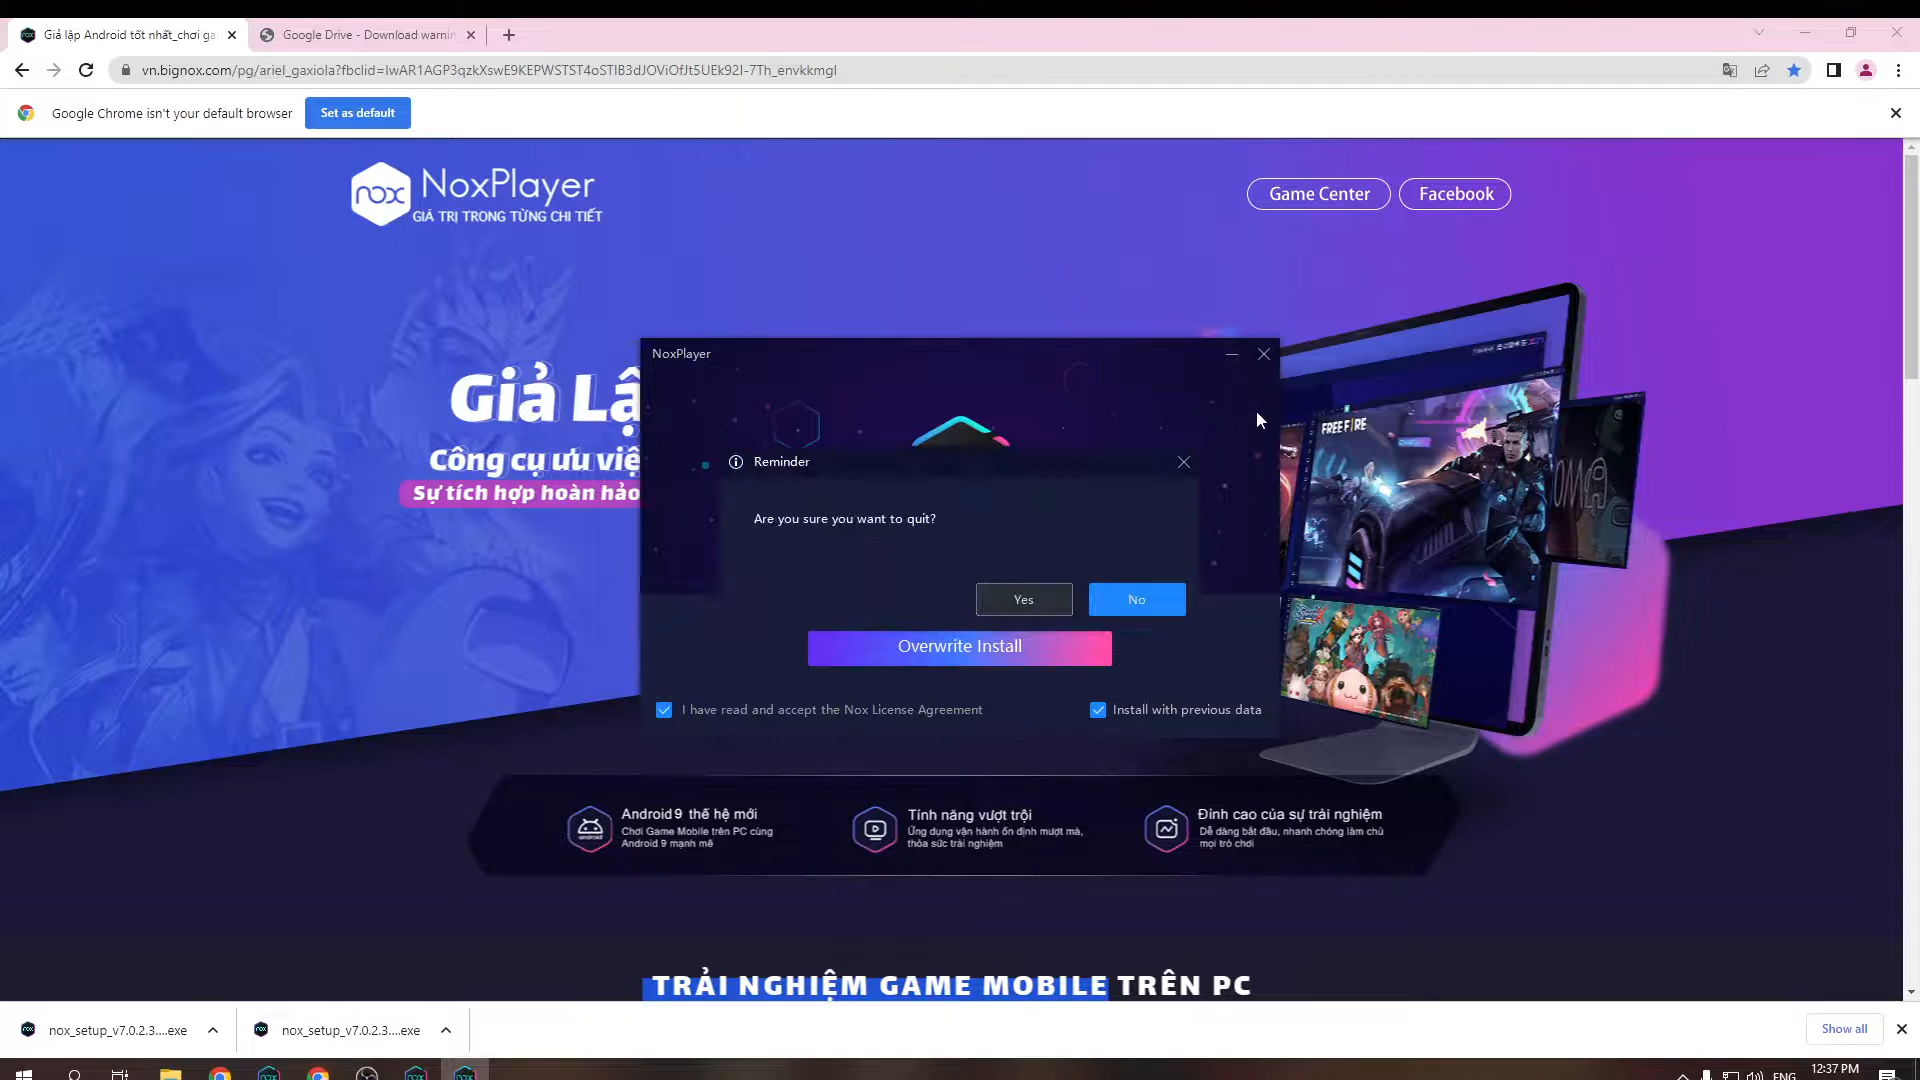 Giả lập Android tốt nhất_chơi ga
Google Drive - Download warnin
vn.bignox.com/pg/ariel_gaxiola?fbclid=IwAR1AGP3qzkXswE9KEPWSTST4oSTIB3dJOViOfJt5UEk92I-7Th_envkkmgI
Google Chrome isn't your default browser
Set as default
nox NoxPlayer
GIÁ TRỊ TRONG TỪNG CHI TIẾT
Game Center
Facebook
NoxPlayer
Giả Lậ
Công cụ ưu việ
Sự tích hợp hoàn hảo
FREE FIRE
Reminder
Are you sure you want to quit?
Yes
No
Overwrite Install
I have read and accept the Nox License Agreement
Install with previous data
Android 9 thế hệ mới
Chơi Game Mobile trên PC cùng
Android 9 mạnh mẽ
Tính năng vượt trội
Ứng dụng vận hành ổn định mượt mà,
thỏa sức trải nghiệm
Đỉnh cao của sự trải nghiệm
Dễ dàng bắt đầu, nhanh chóng làm chủ
mọi trò chơi
TRẢI NGHIỆM GAME MOBILE TRÊN PC
nox_setup_v7.0.2.3....exe
nox_setup_v7.0.2.3....exe
Show all
ENG
12:37 PM